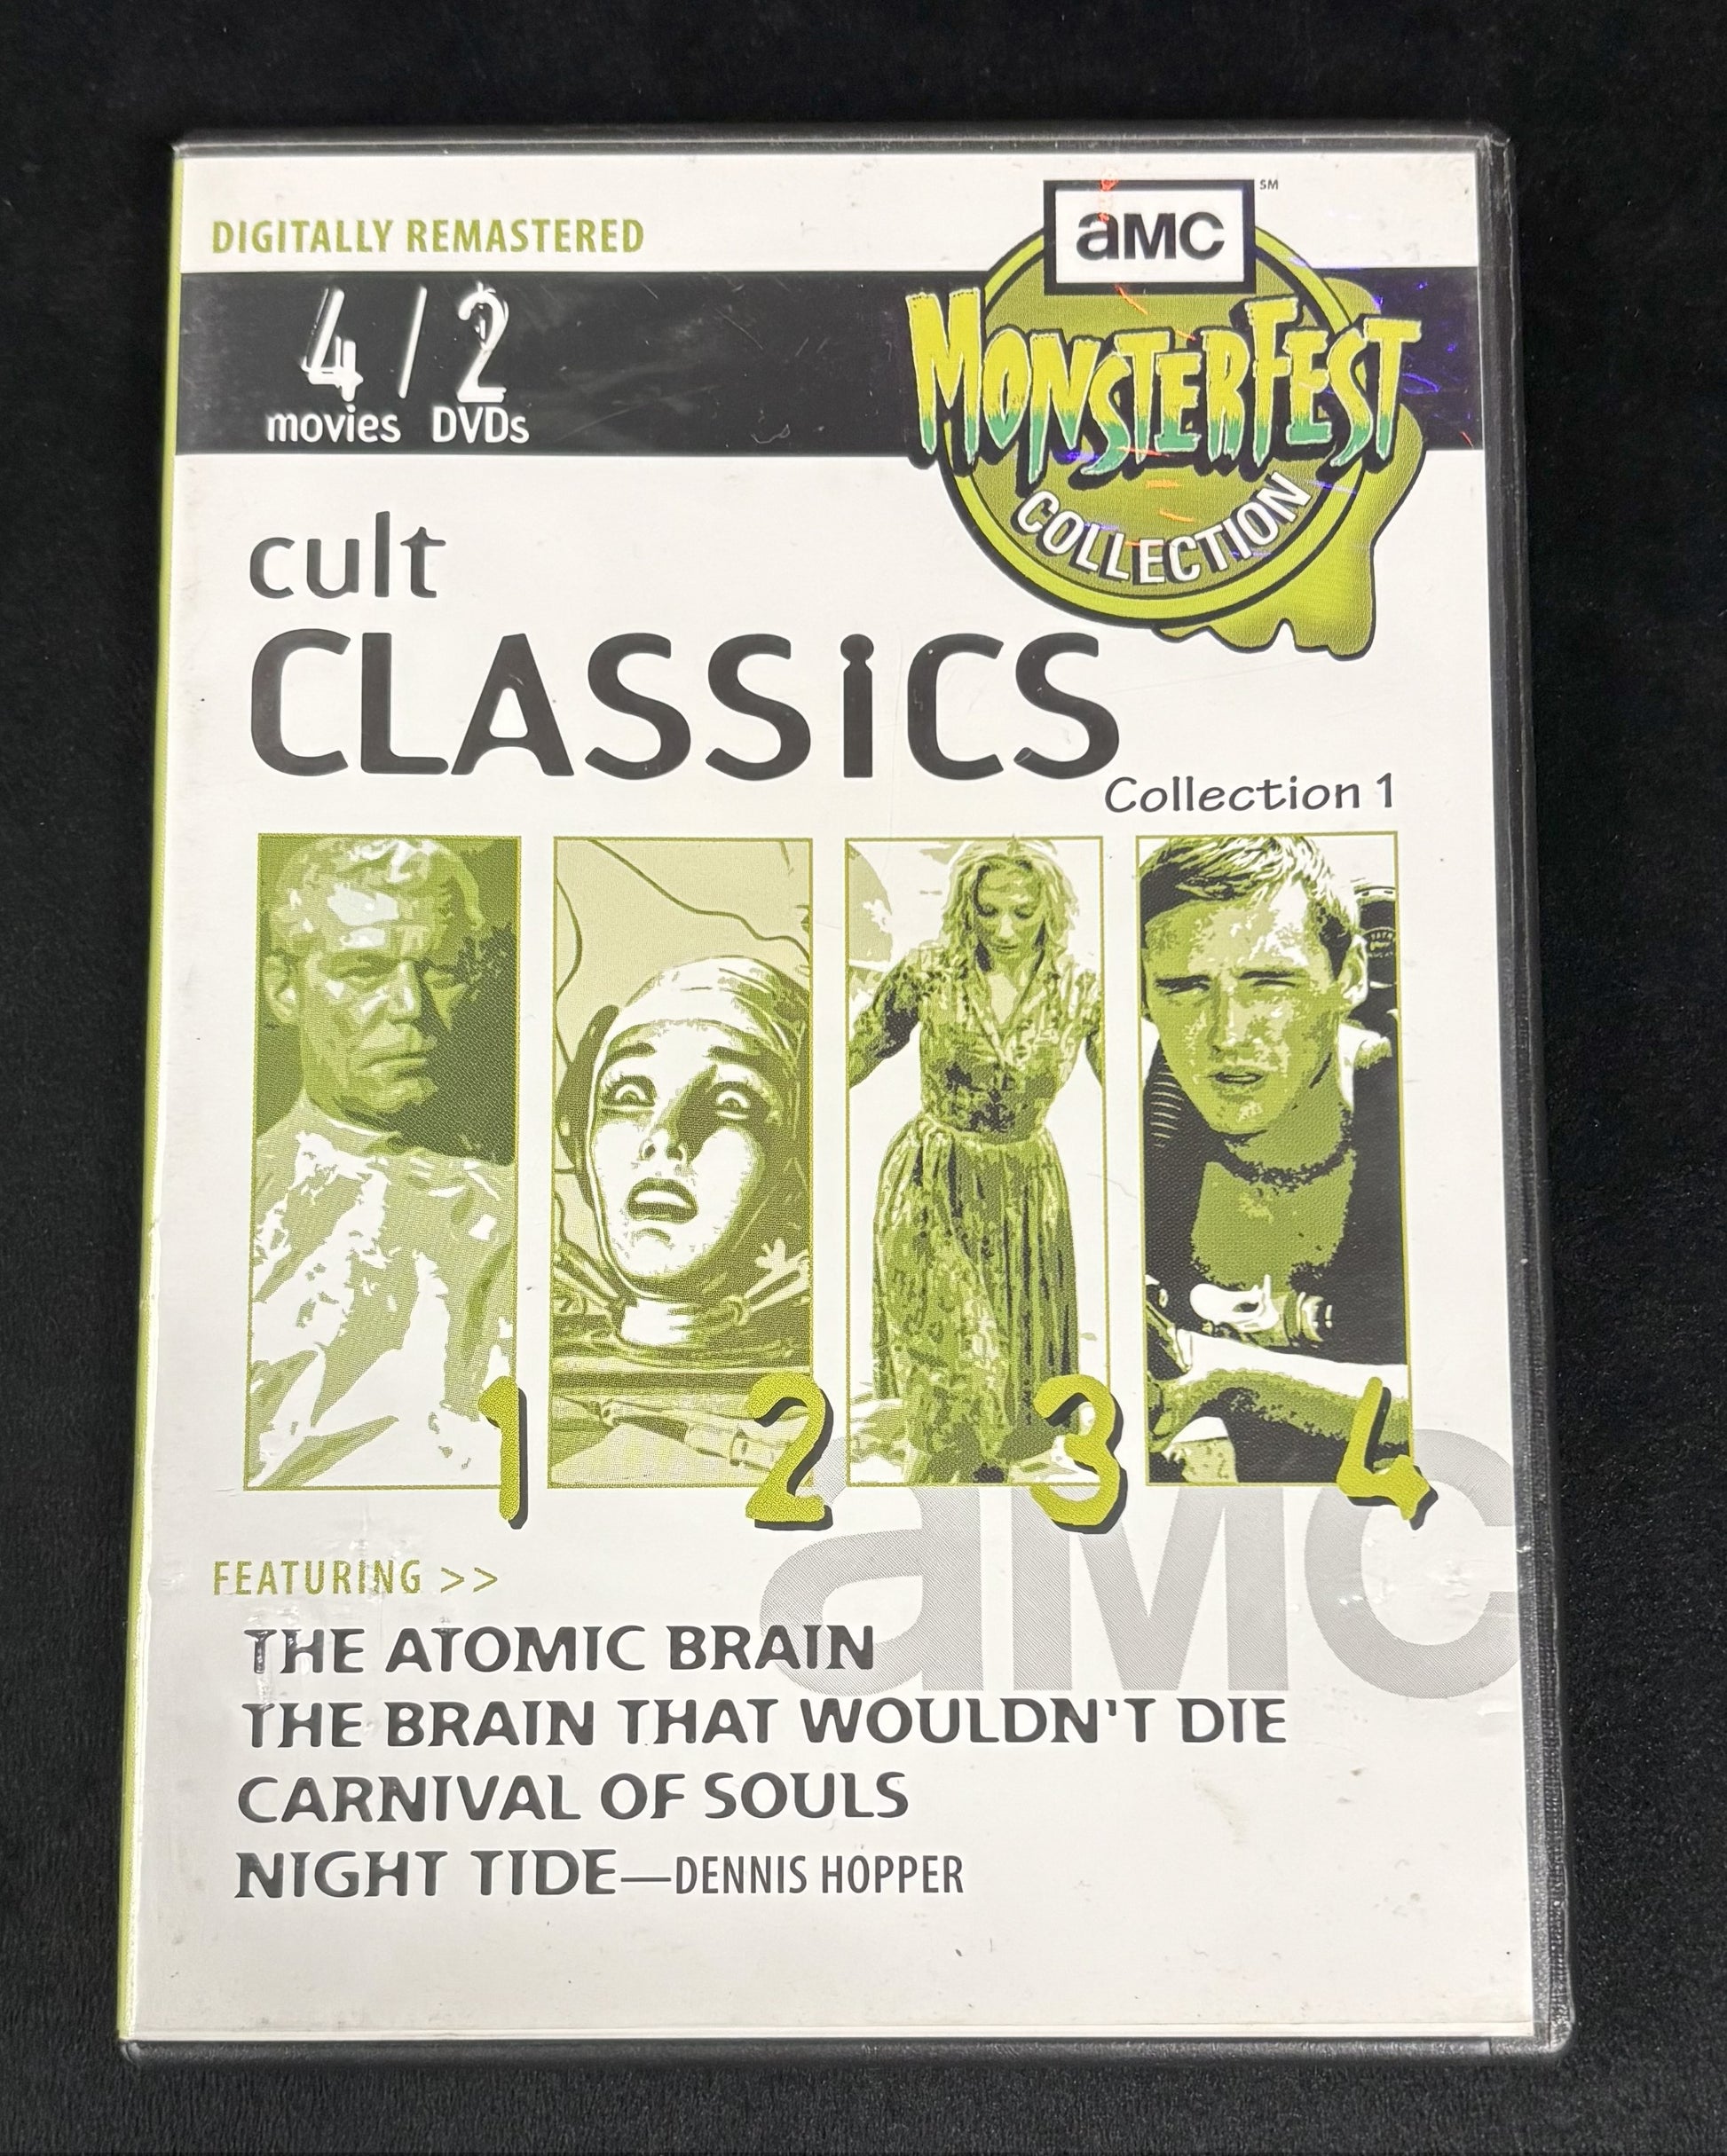 DIGITALLY REMASTERED
aMC
SM
4 / 2
movies DVDs
MONSTERFEST
COLLECTION
cult
CLASSiCS
Collection 1
1 2 3 4
aMC
FEATURING >>
THE ATOMIC BRAIN
THE BRAIN THAT WOULDN'T DIE
CARNIVAL OF SOULS
NIGHT TIDE—DENNIS HOPPER